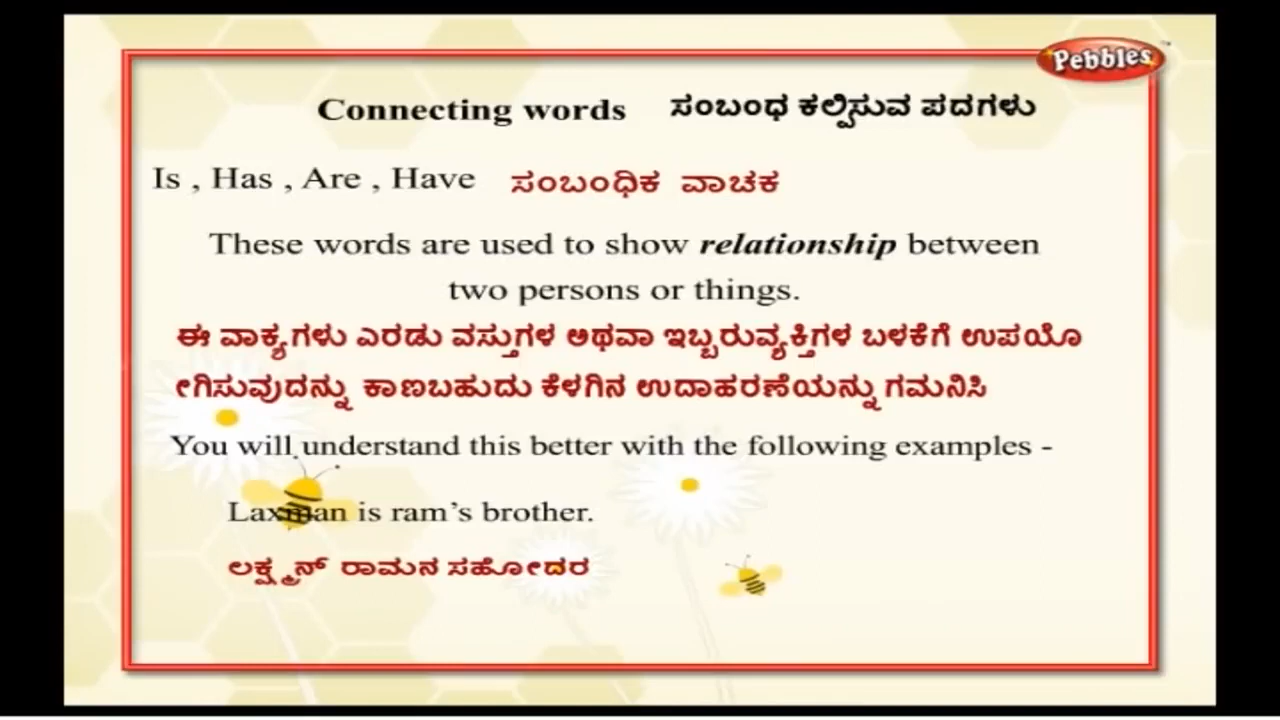 Pebbles
Connecting words ಸಂಬಂಧ ಕಲ್ಪಿಸುವ ಪದಗಳು
Is , Has , Are , Have ಸಂಬಂಧಿಕ ವಾಚಕ
These words are used to show relationship between
two persons or things.
ಈ ವಾಕ್ಯಗಳು ಎರಡು ವಸ್ತುಗಳ ಅಥವಾ ಇಬ್ಬರುವ್ಯಕ್ತಿಗಳ ಬಳಕೆಗೆ ಉಪಯೊ
ೀಗಿಸುವುದನ್ನು ಕಾಣಬಹುದು ಕೆಳಗಿನ ಉದಾಹರಣೆಯನ್ನು ಗಮನಿಸಿ
You will understand this better with the following examples -
Laxman is ram's brother.
ಲಕ್ಷ್ಮನ್ ರಾಮನ ಸಹೋದರ